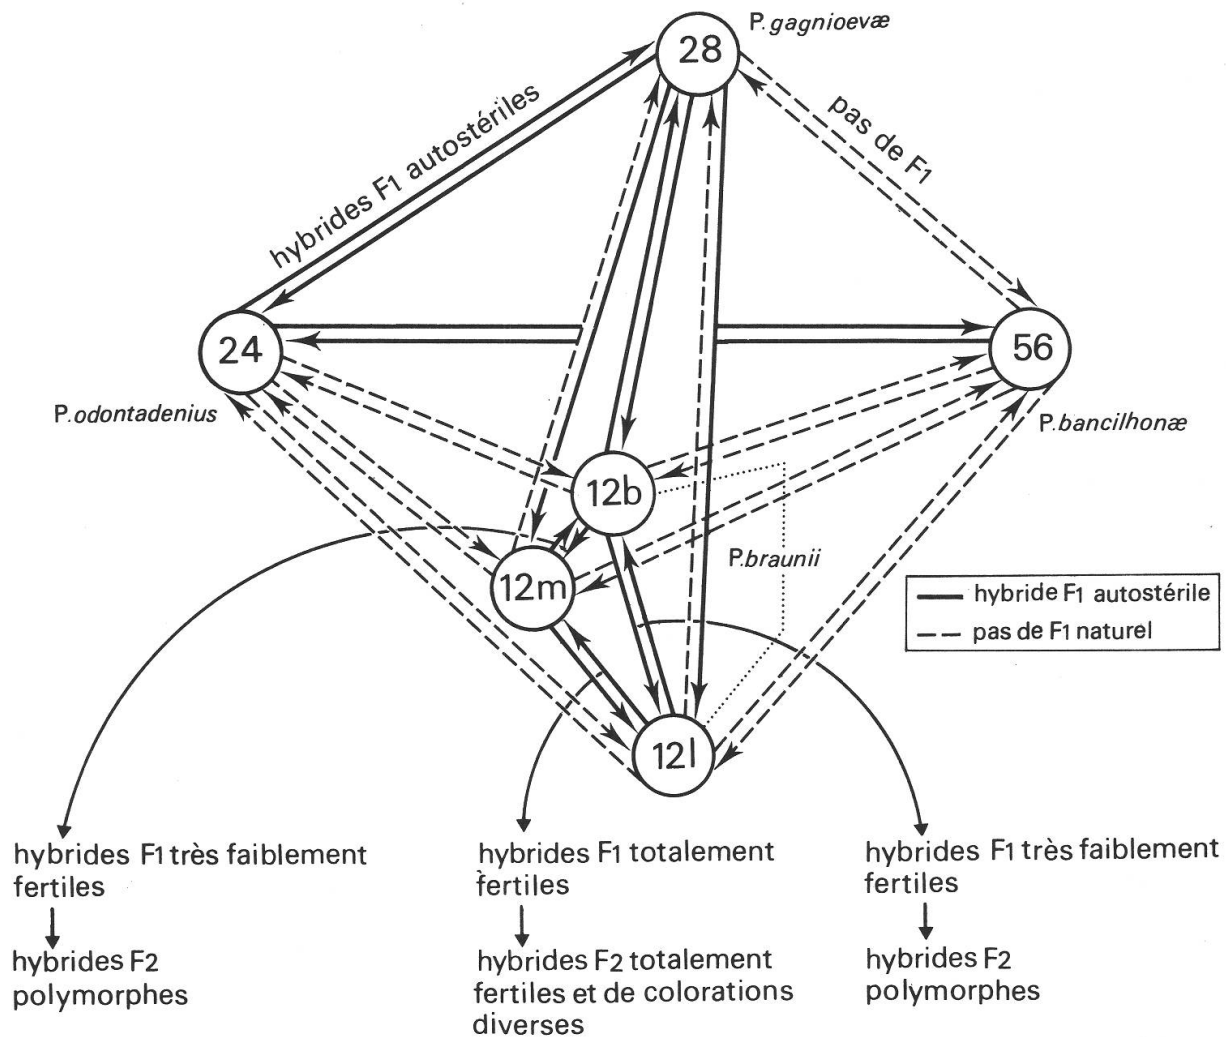 28
P.gagnioevæ
hybrides F1 autostériles
pas de F1
24
56
P.odontadenius
P.bancilhonæ
12b
12m
P.braunii
hybride F1 autostérile
pas de F1 naturel
12l
hybrides F1 très faiblement
fertiles
hybrides F2
polymorphes
hybrides F1 totalement
fertiles
hybrides F2 totalement
fertiles et de colorations
diverses
hybrides F1 très faiblement
fertiles
hybrides F2
polymorphes